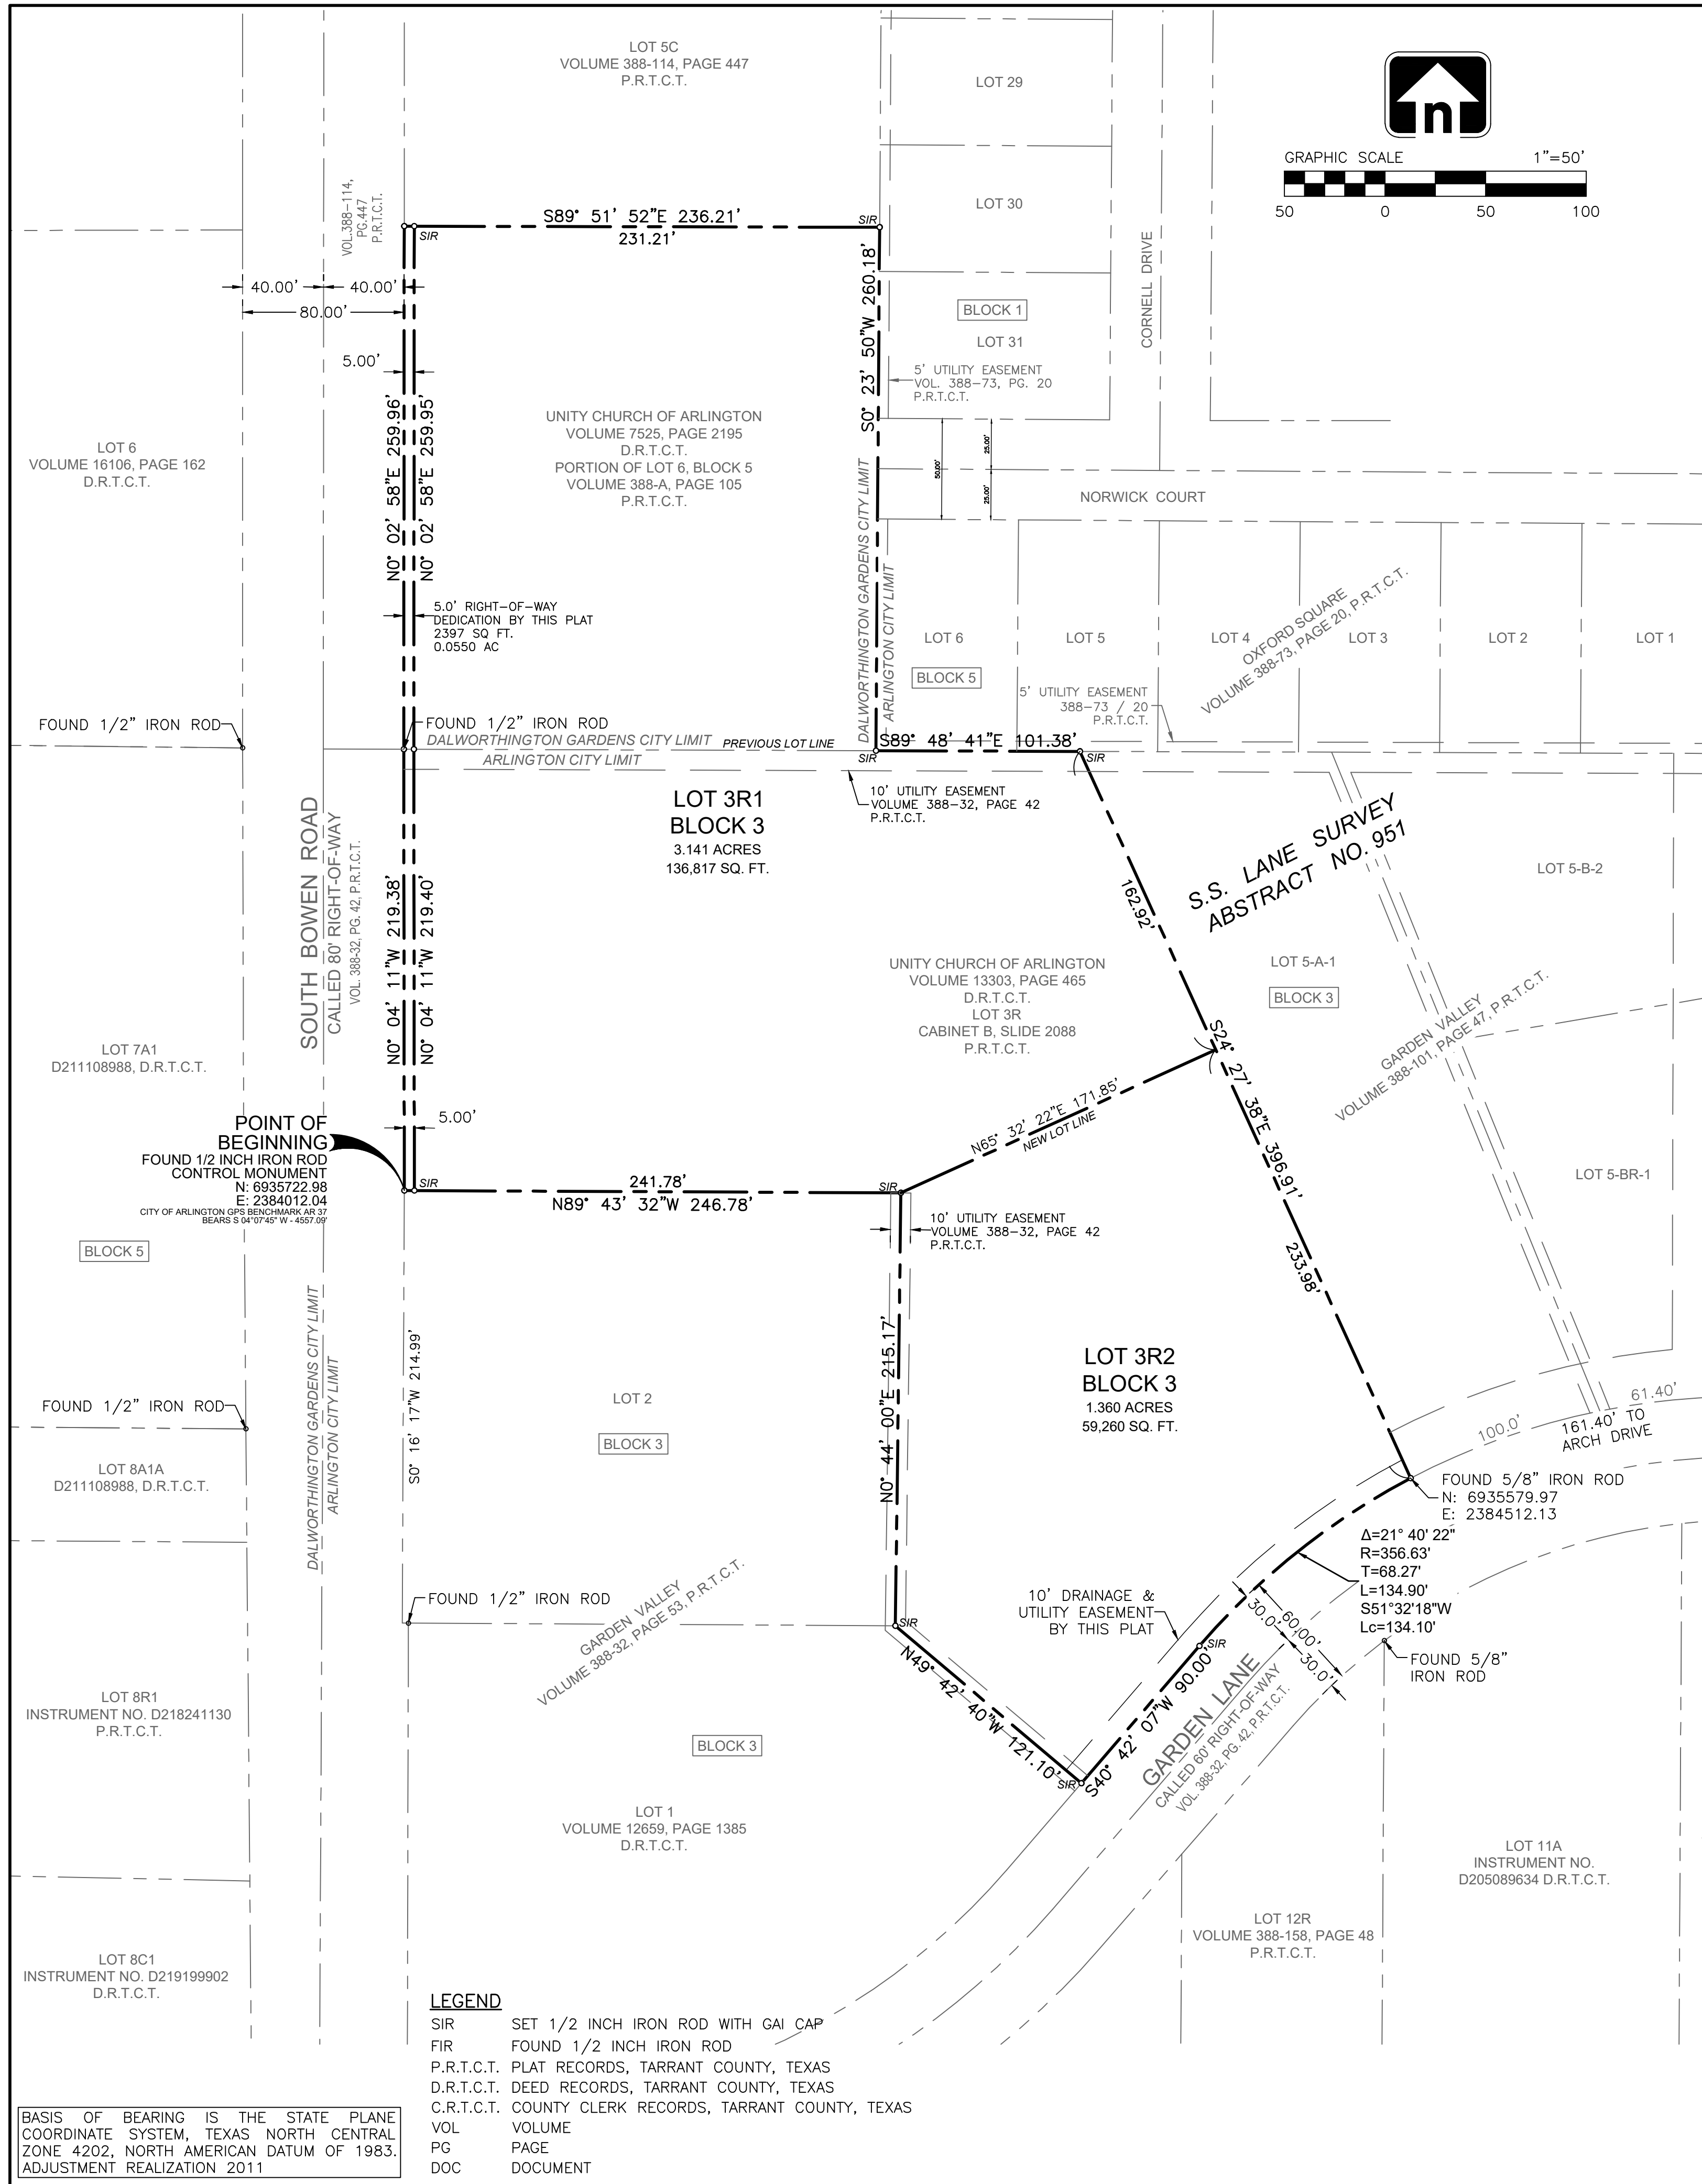 LOT 5C
VOLUME 388-114, PAGE 447
P.R.T.C.T.
LOT 29
n
GRAPHIC SCALE 1"=50'
50 0 50 100
VOL.388-114,
PG.447
P.R.T.C.T.
LOT 30
S89° 51' 52"E 236.21'
SIR
SIR
231.21'
40.00'
40.00'
80.00'
5.00'
S0° 23' 50"W 260.18'
BLOCK 1
LOT 31
CORNELL DRIVE
5' UTILITY EASEMENT
VOL. 388-73, PG. 20
P.R.T.C.T.
N0° 02' 58"E 259.96'
N0° 02' 58"E 259.95'
UNITY CHURCH OF ARLINGTON
VOLUME 7525, PAGE 2195
D.R.T.C.T.
PORTION OF LOT 6, BLOCK 5
VOLUME 388-A, PAGE 105
P.R.T.C.T.
LOT 6
VOLUME 16106, PAGE 162
D.R.T.C.T.
50.00'
25.00'
25.00'
NORWICK COURT
DALWORTHINGTON GARDENS CITY LIMIT
ARLINGTON CITY LIMIT
5.0' RIGHT-OF-WAY
DEDICATION BY THIS PLAT
2397 SQ FT.
0.0550 AC
LOT 6
LOT 5
LOT 4
LOT 3
LOT 2
LOT 1
OXFORD SQUARE
VOLUME 388-73, PAGE 20, P.R.T.C.T.
BLOCK 5
5' UTILITY EASEMENT
388-73 / 20
P.R.T.C.T.
FOUND 1/2" IRON ROD
FOUND 1/2" IRON ROD
DALWORTHINGTON GARDENS CITY LIMIT
PREVIOUS LOT LINE
ARLINGTON CITY LIMIT
S89° 48' 41"E 101.38'
SIR
SIR
LOT 3R1
BLOCK 3
3.141 ACRES
136,817 SQ. FT.
10' UTILITY EASEMENT
VOLUME 388-32, PAGE 42
P.R.T.C.T.
S.S. LANE SURVEY
ABSTRACT NO. 951
LOT 5-B-2
162.92'
SOUTH BOWEN ROAD
CALLED 80' RIGHT-OF-WAY
VOL. 388-32, PG. 42, P.R.T.C.T.
N0° 04' 11"W 219.38'
N0° 04' 11"W 219.40'
UNITY CHURCH OF ARLINGTON
VOLUME 13303, PAGE 465
D.R.T.C.T.
LOT 3R
CABINET B, SLIDE 2088
P.R.T.C.T.
LOT 5-A-1
BLOCK 3
GARDEN VALLEY
VOLUME 388-101, PAGE 47, P.R.T.C.T.
LOT 7A1
D211108988, D.R.T.C.T.
S24° 27' 38"E 396.91'
N65° 32' 22"E 171.85'
NEW LOT LINE
5.00'
POINT OF
BEGINNING
FOUND 1/2 INCH IRON ROD
CONTROL MONUMENT
N: 6935722.98
E: 2384012.04
CITY OF ARLINGTON GPS BENCHMARK AR 37
BEARS S 04°07'45" W - 4557.09'
SIR
241.78'
SIR
N89° 43' 32"W 246.78'
LOT 5-BR-1
10' UTILITY EASEMENT
VOLUME 388-32, PAGE 42
P.R.T.C.T.
BLOCK 5
233.98'
DALWORTHINGTON GARDENS CITY LIMIT
ARLINGTON CITY LIMIT
S0° 16' 17"W 214.99'
N0° 44' 00"E 215.17'
LOT 3R2
BLOCK 3
1.360 ACRES
59,260 SQ. FT.
LOT 2
BLOCK 3
FOUND 1/2" IRON ROD
61.40'
100.0'
161.40' TO
ARCH DRIVE
LOT 8A1A
D211108988, D.R.T.C.T.
FOUND 5/8" IRON ROD
N: 6935579.97
E: 2384512.13
Δ=21° 40' 22"
R=356.63'
T=68.27'
L=134.90'
S51°32'18"W
Lc=134.10'
FOUND 1/2" IRON ROD
10' DRAINAGE &
UTILITY EASEMENT
BY THIS PLAT
30.0'
60.00'
30.0'
SIR
SIR
GARDEN VALLEY
VOLUME 388-32, PAGE 53, P.R.T.C.T.
FOUND 5/8"
IRON ROD
LOT 8R1
INSTRUMENT NO. D218241130
P.R.T.C.T.
N49° 42' 40"W 121.10'
SIR
S40° 42' 07"W 90.00'
GARDEN LANE
CALLED 60' RIGHT-OF-WAY
VOL. 388-32, PG. 42, P.R.T.C.T.
BLOCK 3
LOT 1
VOLUME 12659, PAGE 1385
D.R.T.C.T.
LOT 11A
INSTRUMENT NO.
D205089634 D.R.T.C.T.
LOT 12R
VOLUME 388-158, PAGE 48
P.R.T.C.T.
LOT 8C1
INSTRUMENT NO. D219199902
D.R.T.C.T.
LEGEND
SIR SET 1/2 INCH IRON ROD WITH GAI CAP
FIR FOUND 1/2 INCH IRON ROD
P.R.T.C.T. PLAT RECORDS, TARRANT COUNTY, TEXAS
D.R.T.C.T. DEED RECORDS, TARRANT COUNTY, TEXAS
C.R.T.C.T. COUNTY CLERK RECORDS, TARRANT COUNTY, TEXAS
VOL VOLUME
PG PAGE
DOC DOCUMENT
BASIS OF BEARING IS THE STATE PLANE
COORDINATE SYSTEM, TEXAS NORTH CENTRAL
ZONE 4202, NORTH AMERICAN DATUM OF 1983.
ADJUSTMENT REALIZATION 2011